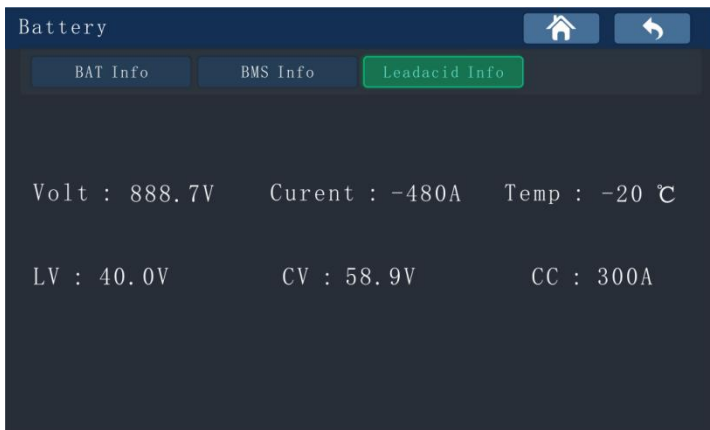 Battery
BAT Info BMS Info Leadacid Info
Volt : 888.7V Curent : -480A Temp : -20 ℃
LV : 40.0V CV : 58.9V CC : 300A